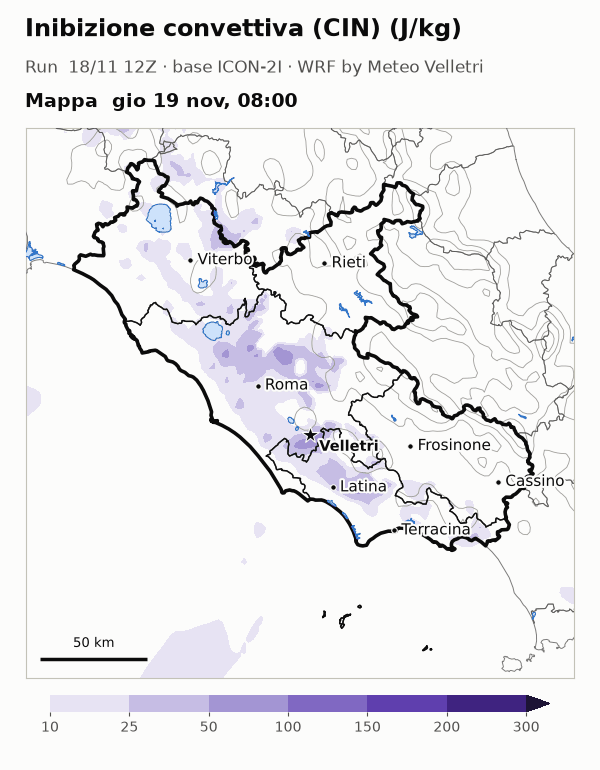 Inibizione convettiva (CIN) (J/kg)
Run  18/11 12Z · base ICON-2I · WRF by Meteo Velletri
Mappa  gio 19 nov, 08:00
Viterbo
Rieti
Roma
Velletri
Frosinone
Latina
Cassino
Terracina
50 km
10 25 50 100 150 200 300